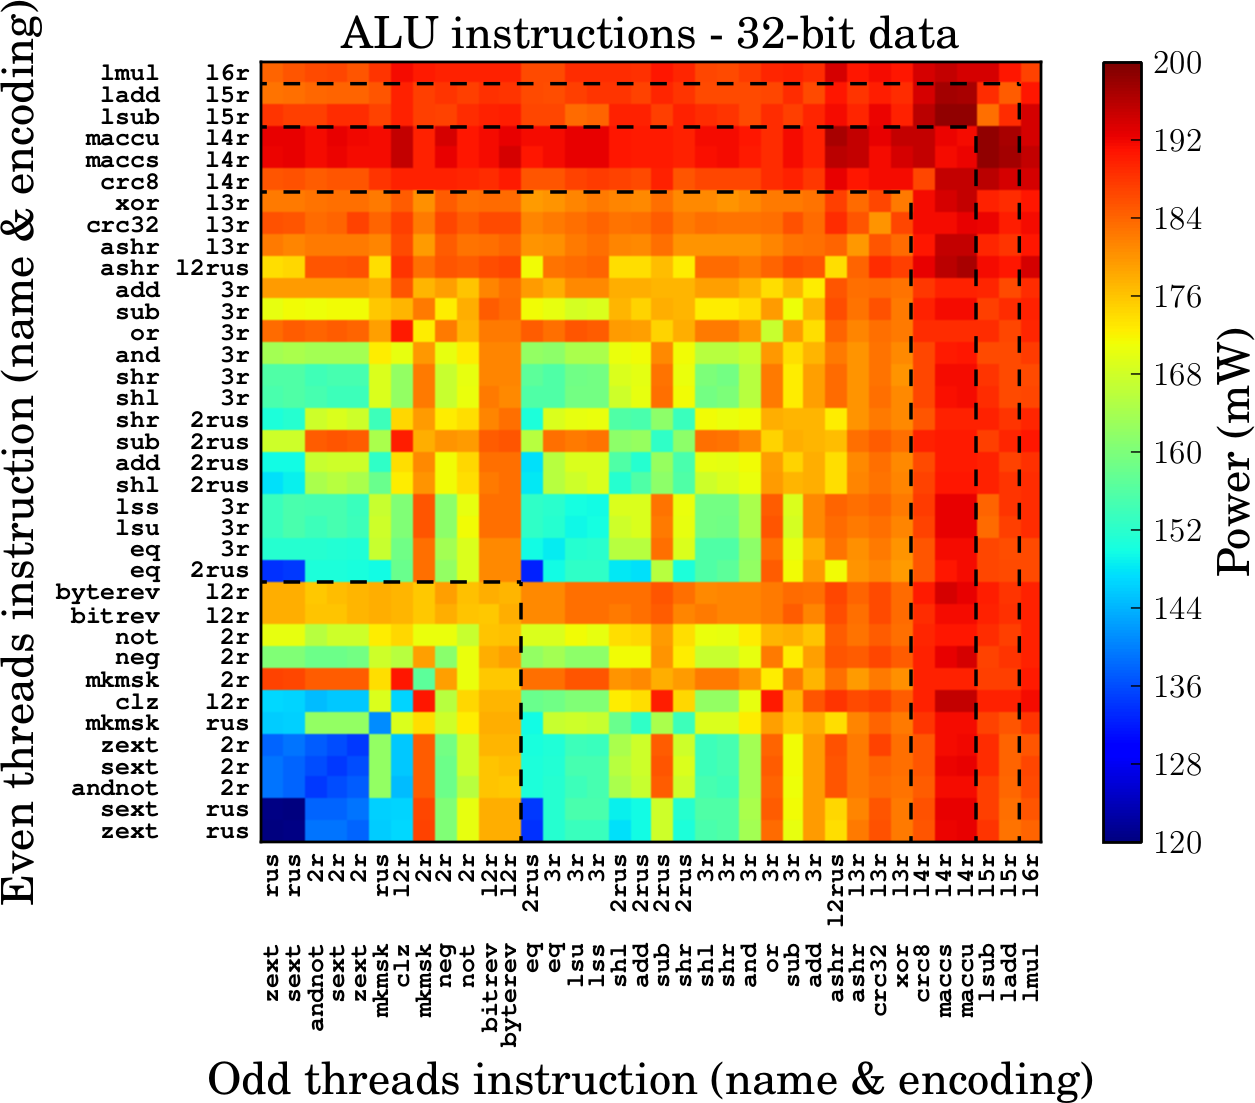 ALU instructions - 32-bit data
Even threads instruction (name & encoding)
lmul l6r
ladd l5r
lsub l5r
maccu l4r
maccs l4r
crc8 l4r
xor l3r
crc32 l3r
ashr l3r
ashr l2rus
add 3r
sub 3r
or 3r
and 3r
shr 3r
shl 3r
shr 2rus
sub 2rus
add 2rus
shl 2rus
lss 3r
lsu 3r
eq 3r
eq 2rus
byterev l2r
bitrev l2r
not 2r
neg 2r
mkmsk 2r
clz l2r
mkmsk rus
zext 2r
sext 2r
andnot 2r
sext rus
zext rus
zext rus
sext rus
andnot 2r
sext 2r
zext 2r
mkmsk rus
clz l2r
mkmsk 2r
neg 2r
not 2r
bitrev l2r
byterev l2r
eq 2rus
eq 3r
lsu 3r
lss 3r
shl 2rus
add 2rus
sub 2rus
shr 2rus
shl 3r
shr 3r
and 3r
or 3r
sub 3r
add 3r
ashr l2rus
ashr l3r
crc32 l3r
xor l3r
crc8 l4r
maccs l4r
maccu l4r
lsub l5r
ladd l5r
lmul l6r
Odd threads instruction (name & encoding)
200
192
184
176
168
160
152
144
136
128
120
Power (mW)